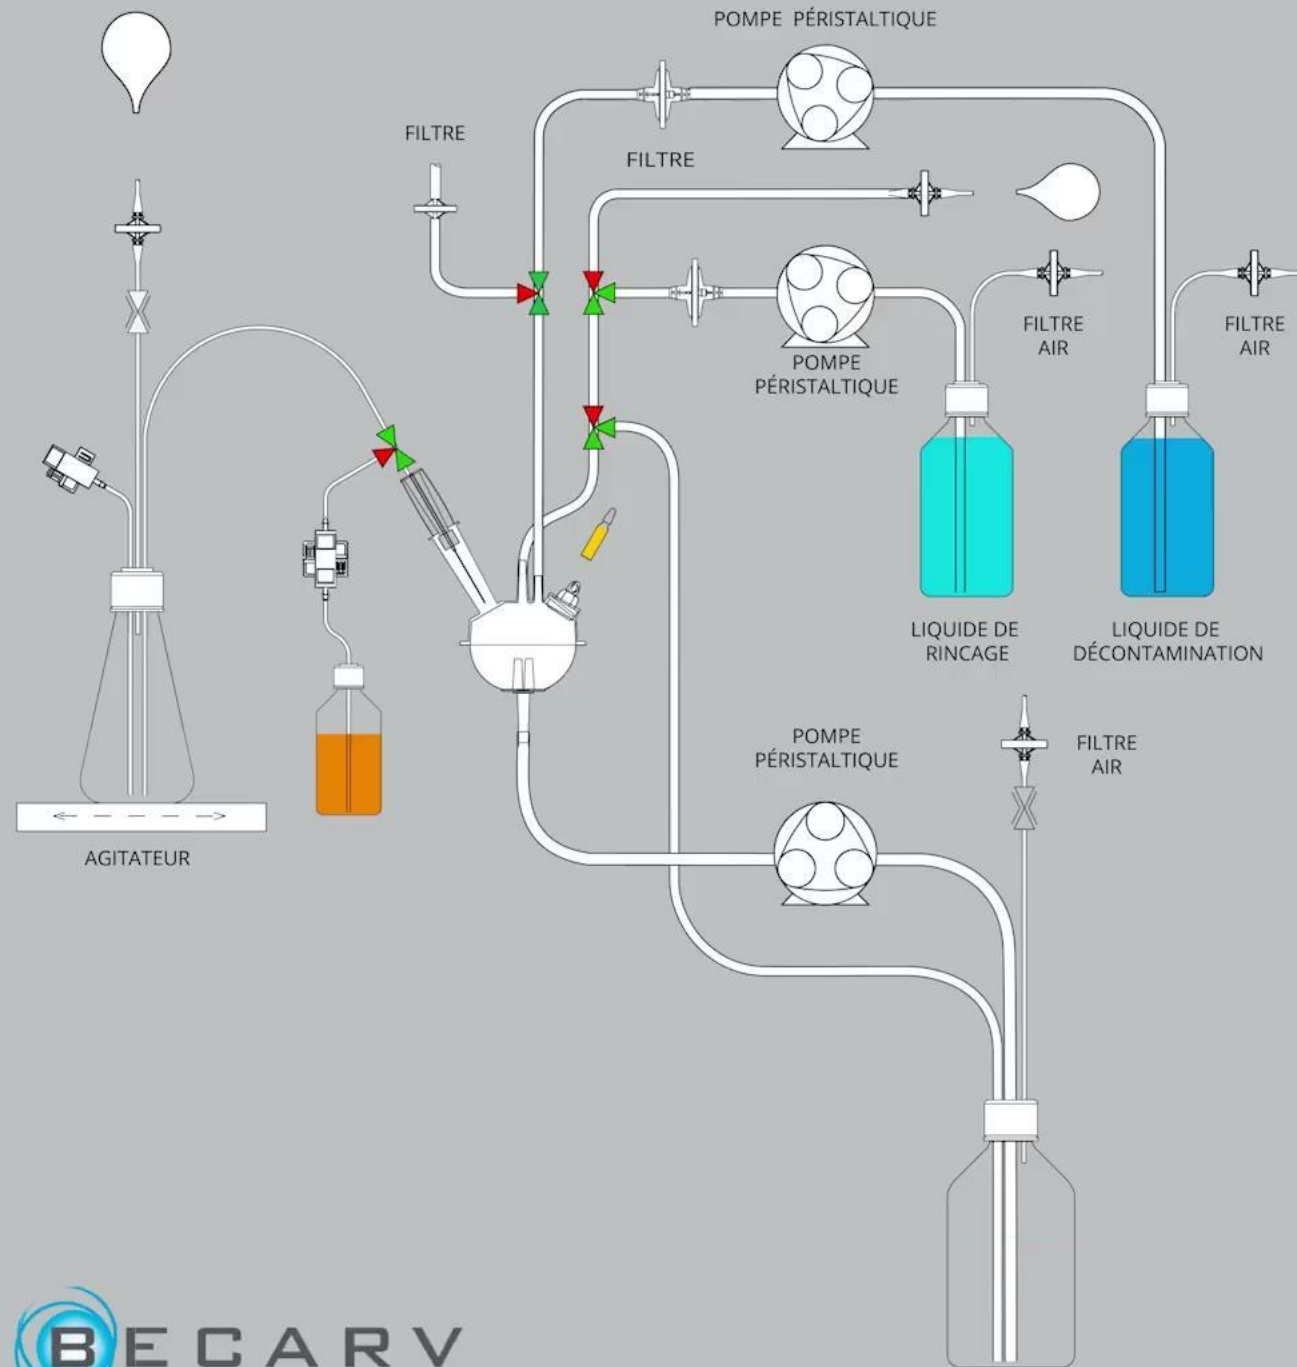 POMPE PÉRISTALTIQUE
FILTRE
FILTRE
FILTRE
AIR
FILTRE
AIR
POMPE
PÉRISTALTIQUE
LIQUIDE DE
RINCAGE
LIQUIDE DE
DÉCONTAMINATION
POMPE
PÉRISTALTIQUE
FILTRE
AIR
AGITATEUR
BECARV